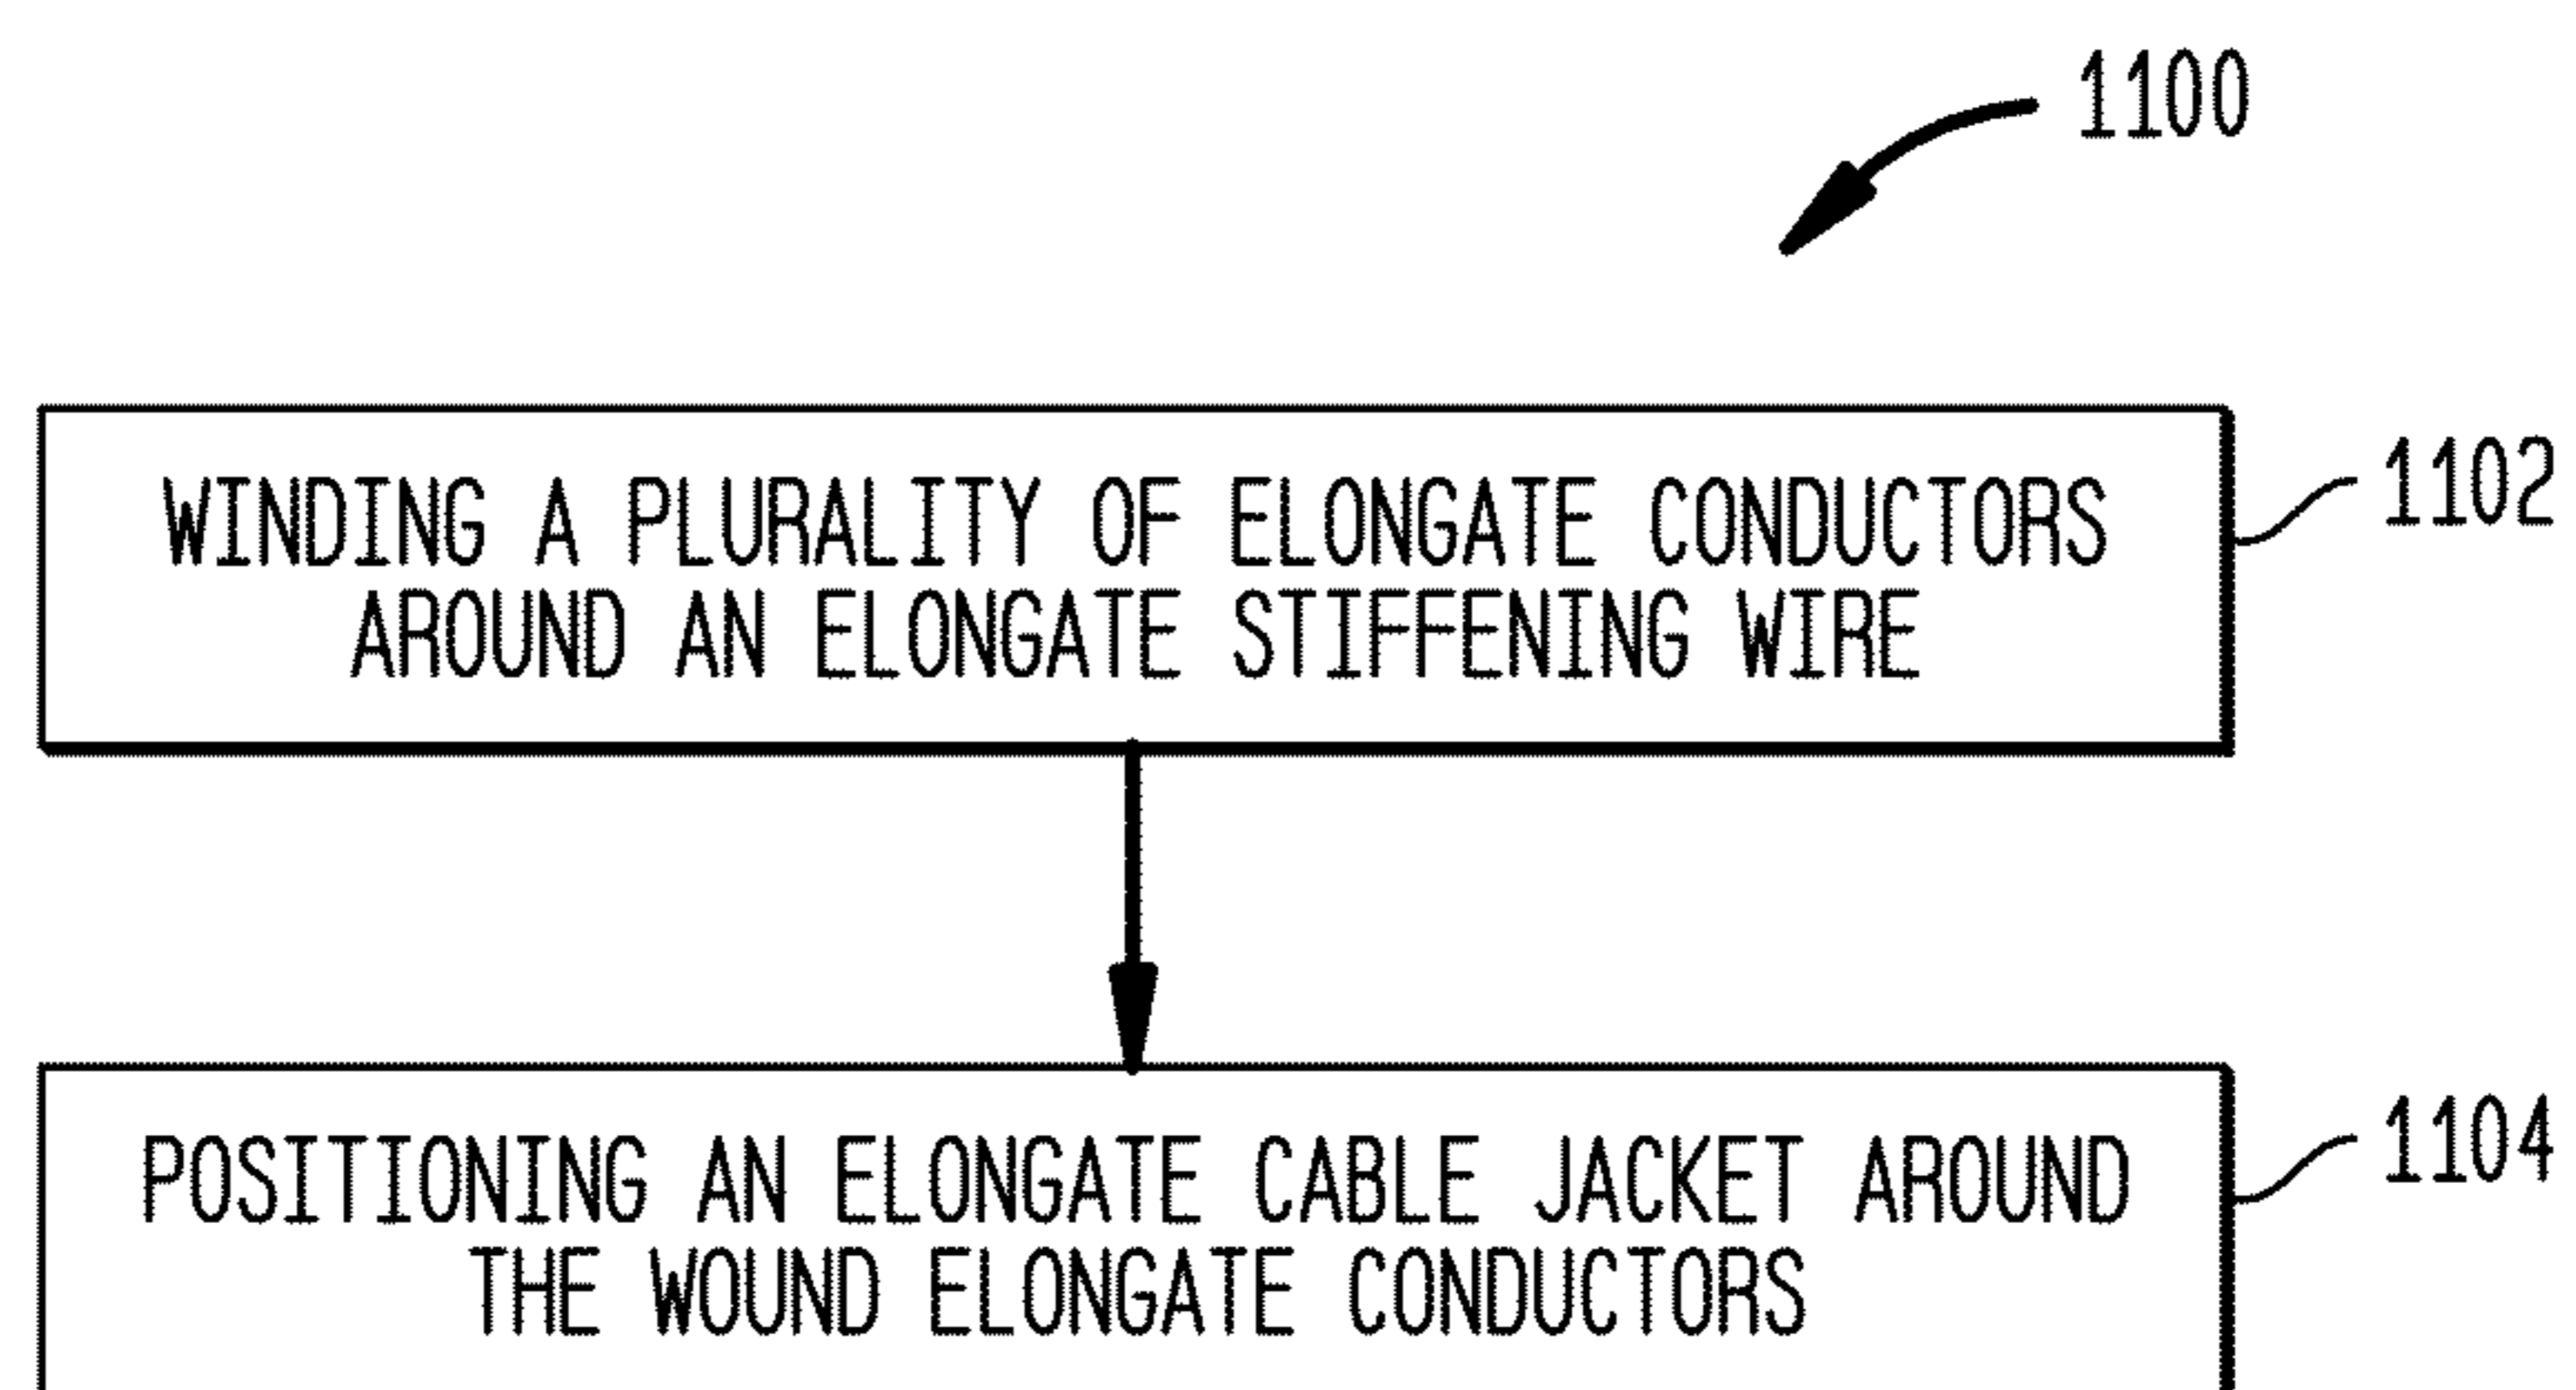 1100
WINDING A PLURALITY OF ELONGATE CONDUCTORS
AROUND AN ELONGATE STIFFENING WIRE
1102
POSITIONING AN ELONGATE CABLE JACKET AROUND
THE WOUND ELONGATE CONDUCTORS
1104